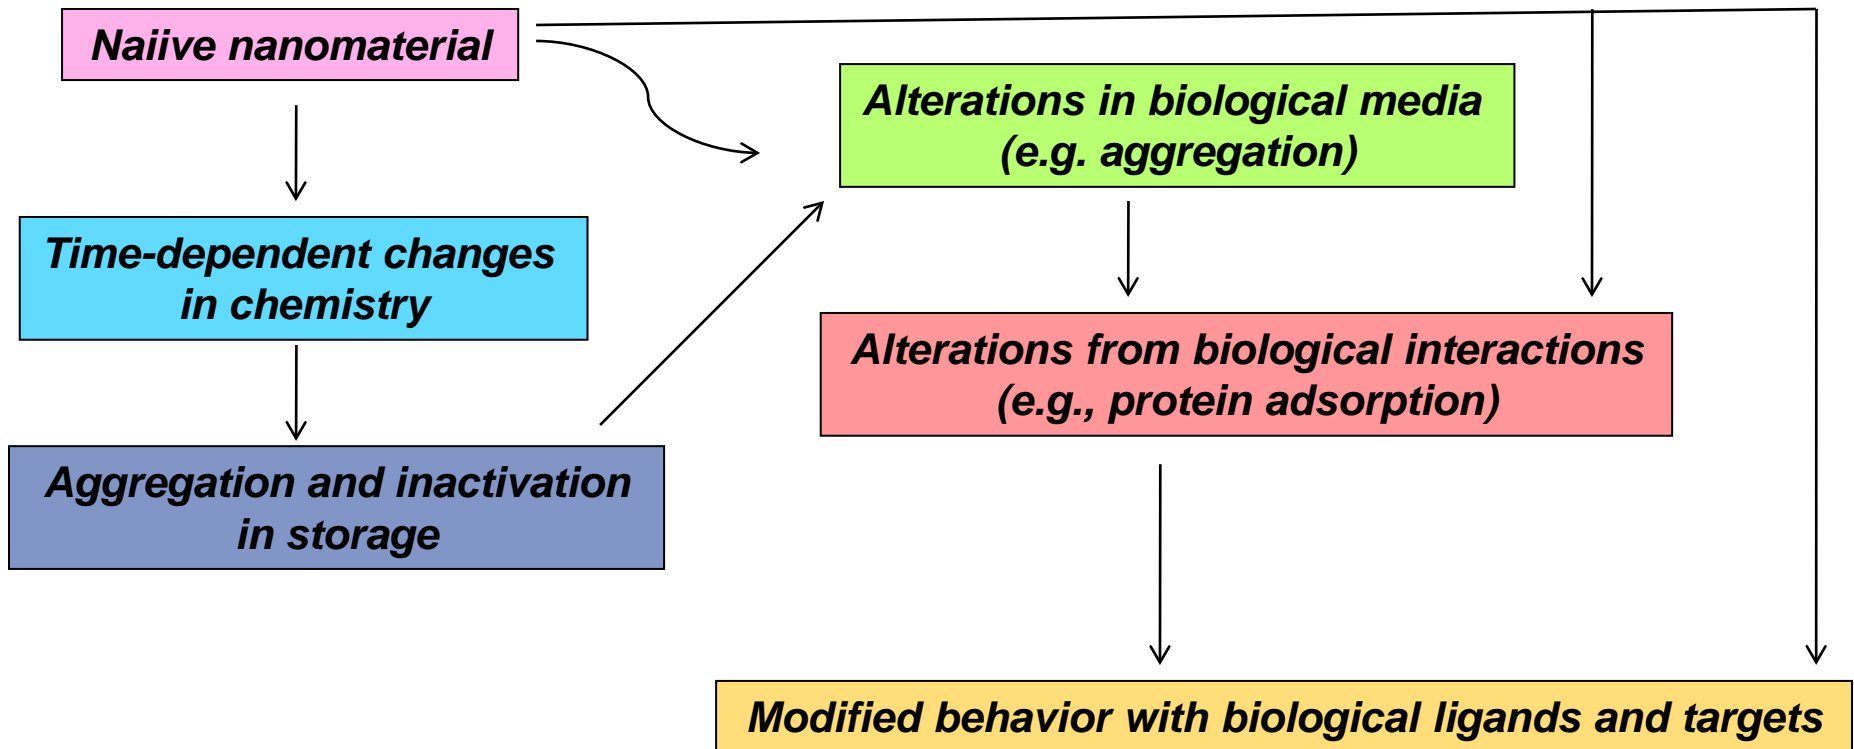 Naiive nanomaterial
Alterations in biological media
(e.g. aggregation)
Time-dependent changes
in chemistry
Alterations from biological interactions
(e.g., protein adsorption)
Aggregation and inactivation
in storage
Modified behavior with biological ligands and targets